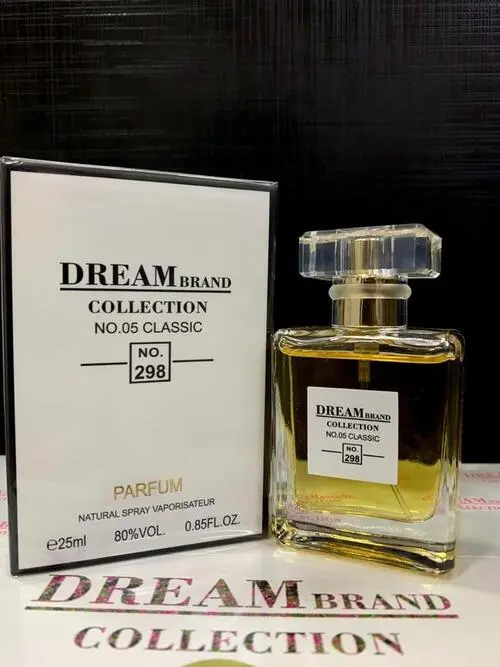 DREAM BRAND
COLLECTION
NO.05 CLASSIC
NO.
298
PARFUM
NATURAL SPRAY VAPORISATEUR
℮25ml 80%VOL. 0.85FL.OZ.
DREAM BRAND
COLLECTION
NO.05 CLASSIC
NO.
298
DREAM BRAND
COLLECTION